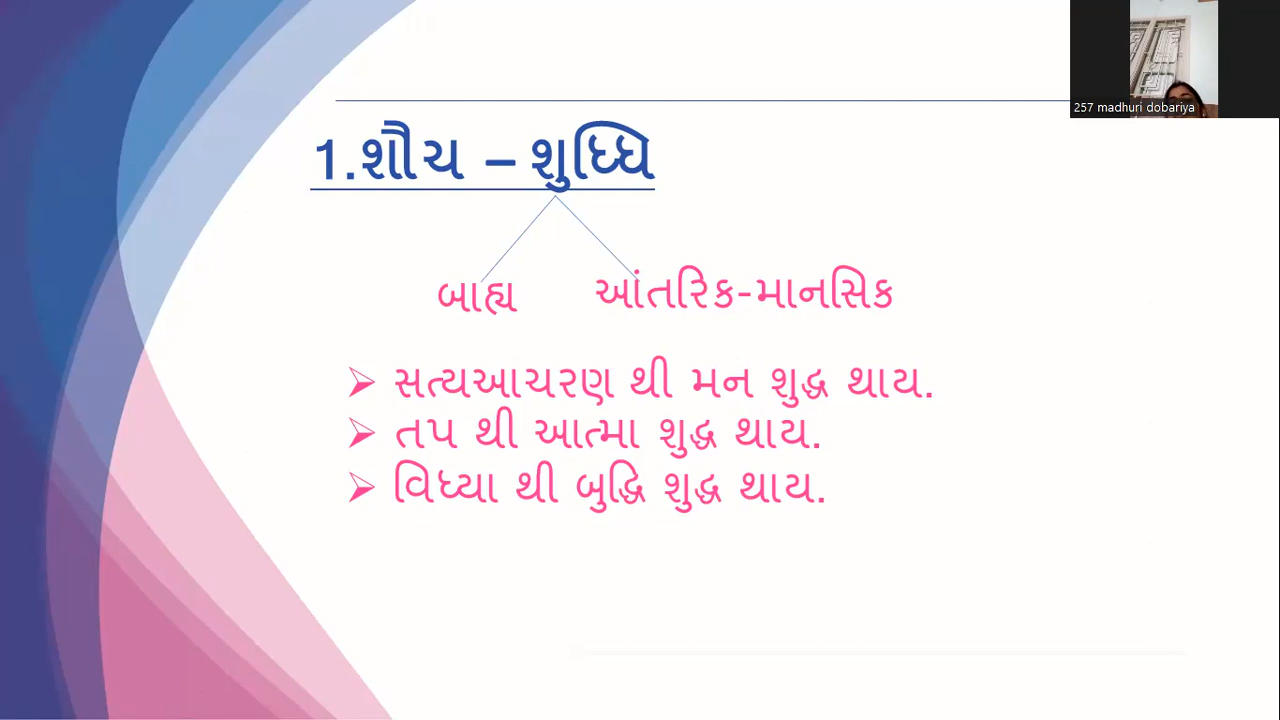 257 madhuri dobariya
1.શૌચ – શુધ્ધિ
બાહ્ય આંતરિક-માનસિક
➢ સત્યઆચરણ થી મન શુદ્ધ થાય.
➢ તપ થી આત્મા શુદ્ધ થાય.
➢ વિધ્યા થી બુદ્ધિ શુદ્ધ થાય.